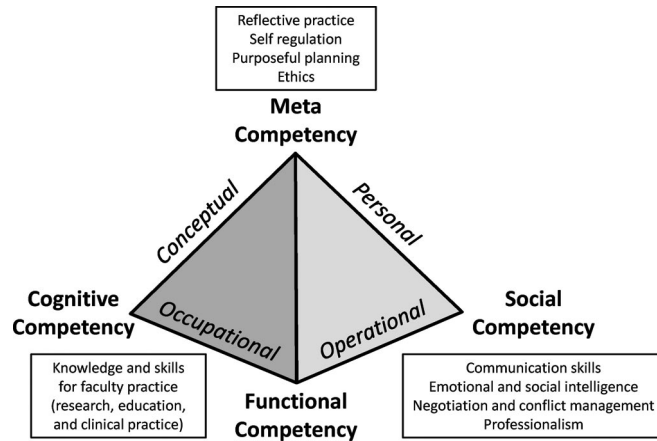 Reflective practice
Self regulation
Purposeful planning
Ethics
Meta
Competency
Conceptual
Personal
Cognitive
Competency
Occupational
Operational
Social
Competency
Knowledge and skills
for faculty practice
(research, education,
and clinical practice)
Functional
Competency
Communication skills
Emotional and social intelligence
Negotiation and conflict management
Professionalism